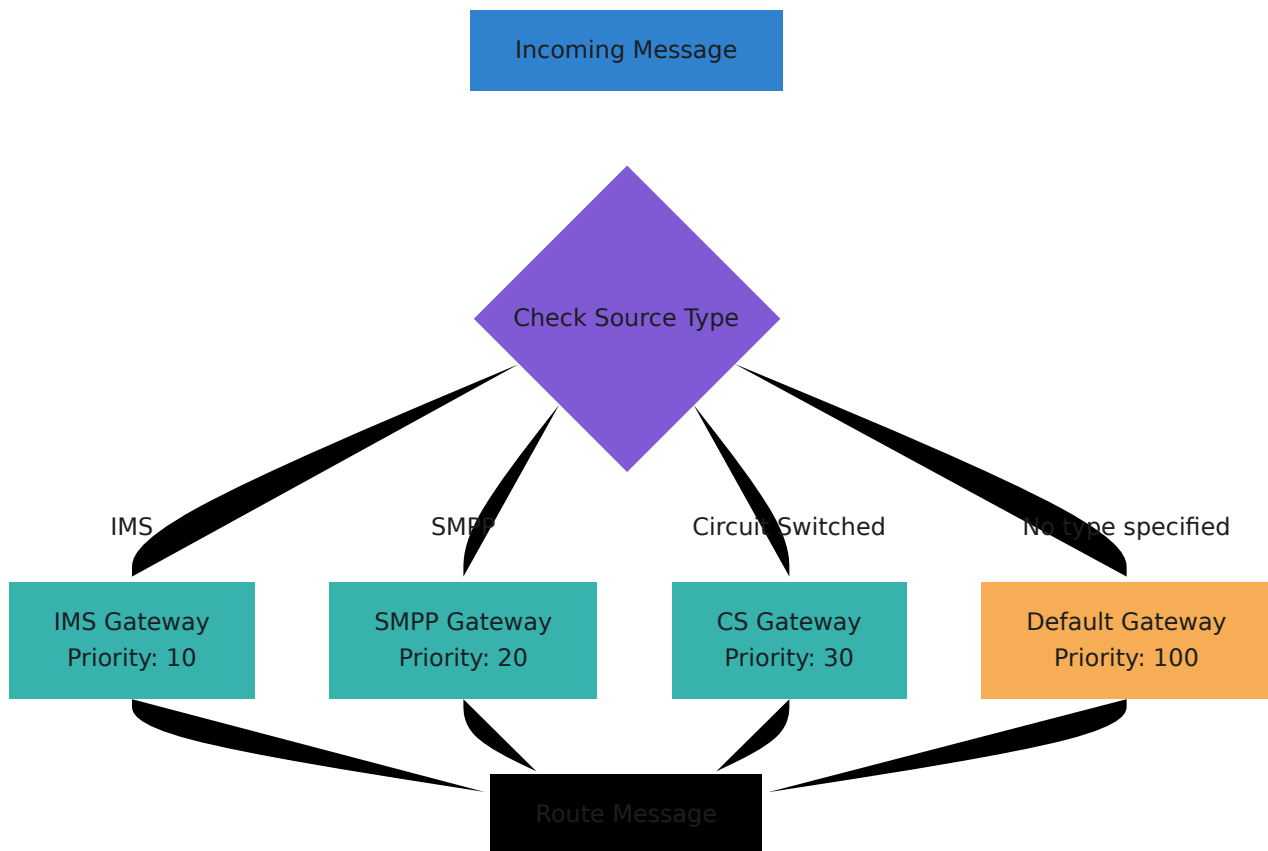 Incoming Message
Check Source Type
IMS
SMPP
Circuit Switched
No type specified
IMS Gateway
Priority: 10
SMPP Gateway
Priority: 20
CS Gateway
Priority: 30
Default Gateway
Priority: 100
Route Message